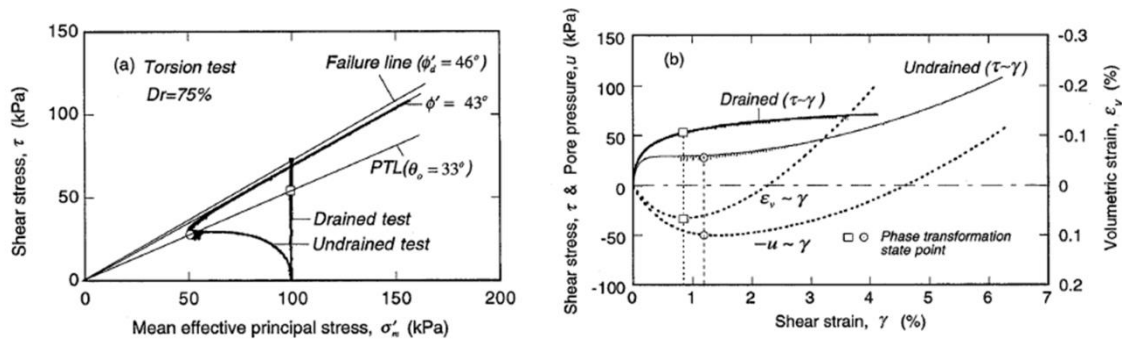 (a) Torsion test
Dr=75%
Failure line (ϕ'd=46°)
ϕ'= 43°
PTL(θo=33°)
Drained test
Undrained test
Shear stress, τ (kPa)
150
100
50
0
0 50 100 150 200
Mean effective principal stress, σ'm (kPa)
(b)
Undrained (τ~γ)
Drained (τ~γ)
εv ~ γ
−u ~ γ
Phase transformation
state point
Shear stress, τ & Pore pressure, u (kPa)
150
100
50
0
-50
-100
0 1 2 3 4 5 6 7
Shear strain, γ (%)
-0.3
-0.2
-0.1
0
0.1
0.2
Volumetric strain, εv (%)